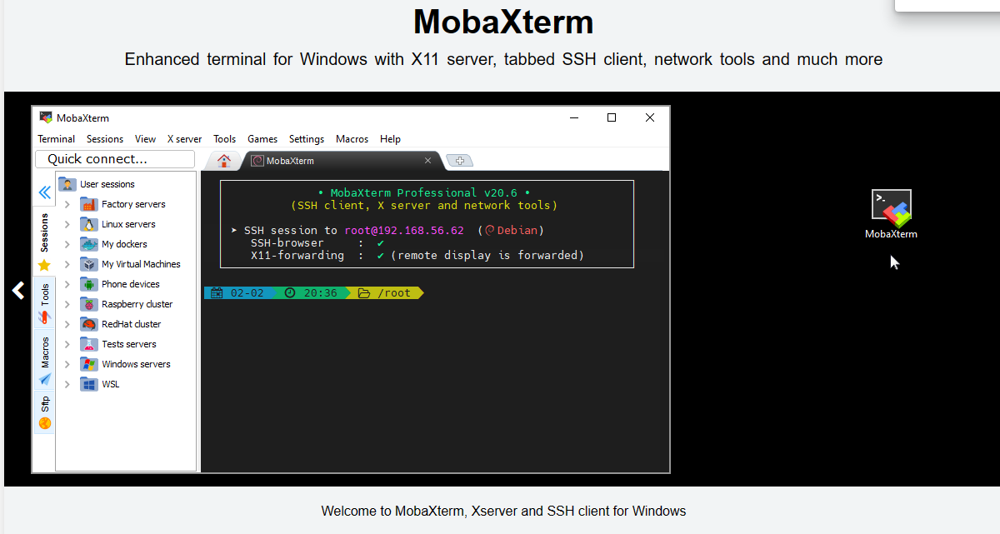 MobaXterm
Enhanced terminal for Windows with X11 server, tabbed SSH client, network tools and much more
MobaXterm
Terminal Sessions View X server Tools Games Settings Macros Help
Quick connect...
MobaXterm
User sessions
Factory servers
Linux servers
My dockers
My Virtual Machines
Phone devices
Raspberry cluster
RedHat cluster
Tests servers
Windows servers
WSL
Sessions
Tools
Macros
Sftp
• MobaXterm Professional v20.6 •
(SSH client, X server and network tools)
➤ SSH session to root@192.168.56.62 (Debian)
SSH-browser : ✔
X11-forwarding : ✔ (remote display is forwarded)
02-02 20:36 /root
>_
MobaXterm
Welcome to MobaXterm, Xserver and SSH client for Windows